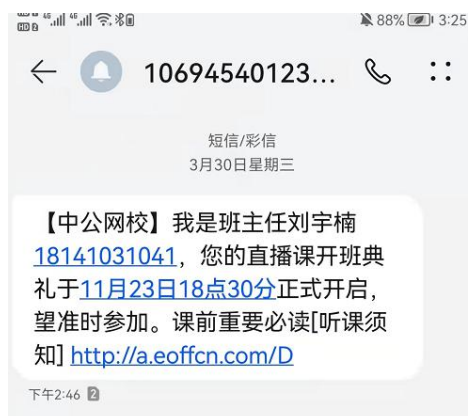 88% 3:25
10694540123...
短信/彩信
3月30日星期三
【中公网校】我是班主任刘宇楠
18141031041，您的直播课开班典
礼于11月23日18点30分正式开启，
望准时参加。课前重要必读[听课须
知] http://a.eoffcn.com/D
下午2:46 2